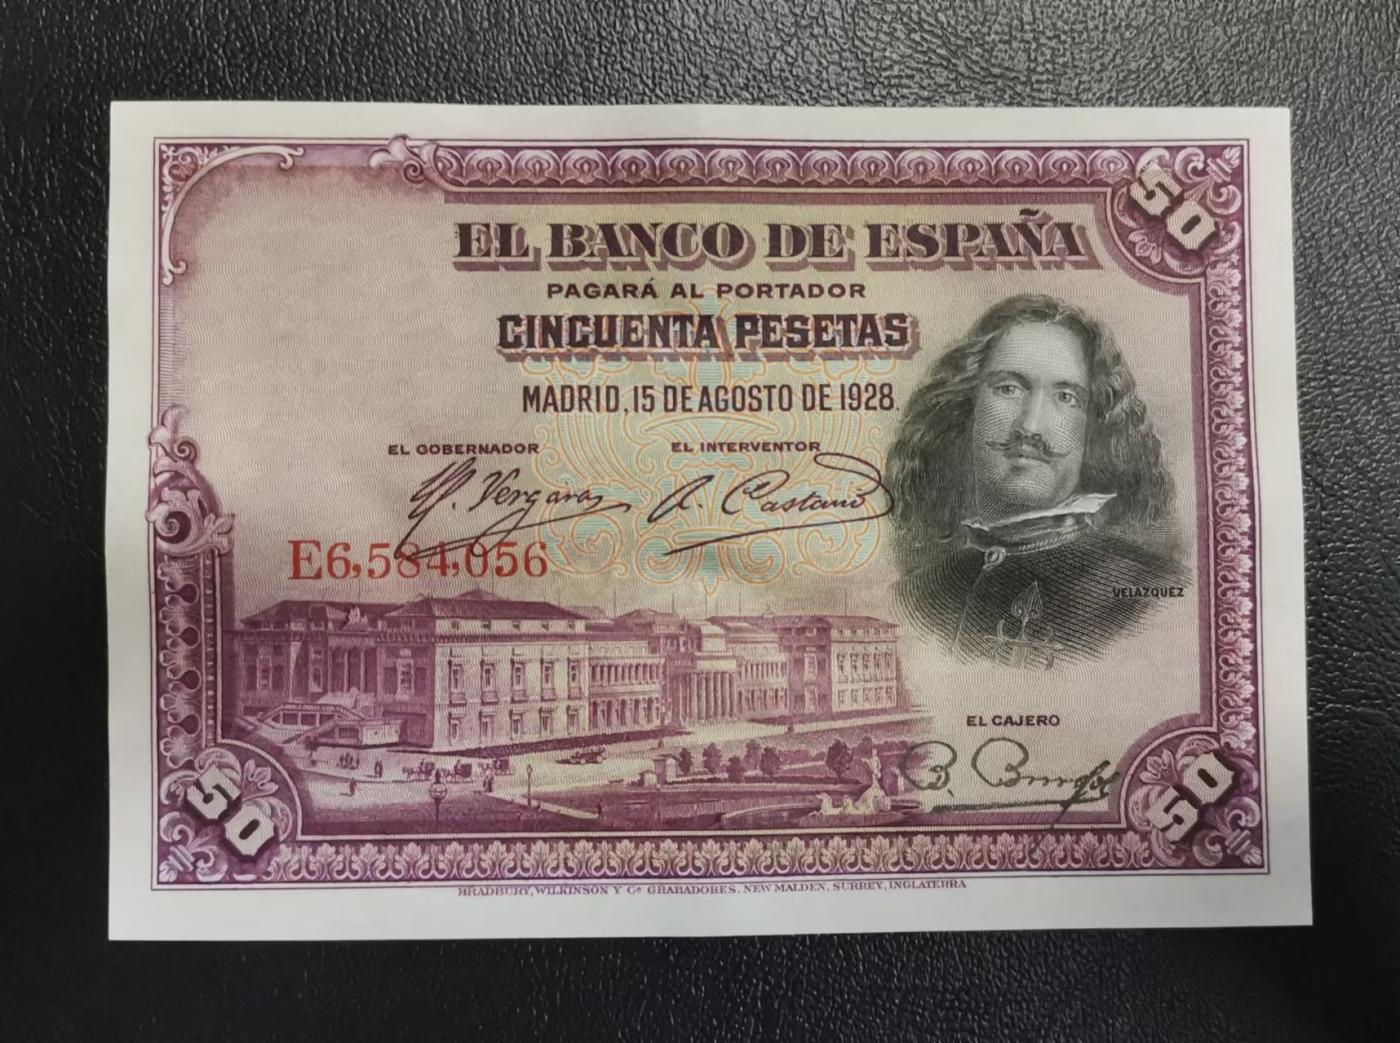 50
EL BANCO DE ESPAÑA
PAGARÁ AL PORTADOR
CINCUENTA PESETAS
MADRID, 15 DE AGOSTO DE 1928.
EL GOBERNADOR
EL INTERVENTOR
A. Castaño
E6,584,056
VELAZQUEZ
EL CAJERO
50
50
BRADBURY, WILKINSON Y Cª GRABADORES, NEW MALDEN, SURREY, INGLATERRA